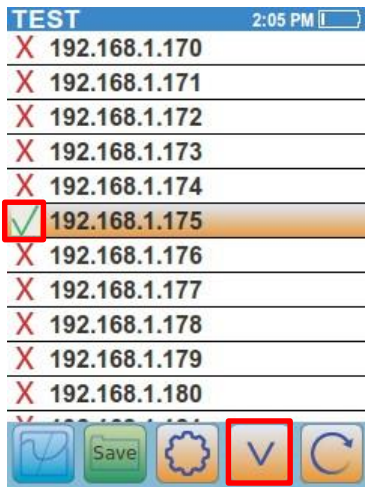 TEST 2:05 PM
X 192.168.1.170
X 192.168.1.171
X 192.168.1.172
X 192.168.1.173
X 192.168.1.174
✓ 192.168.1.175
X 192.168.1.176
X 192.168.1.177
X 192.168.1.178
X 192.168.1.179
X 192.168.1.180
Save